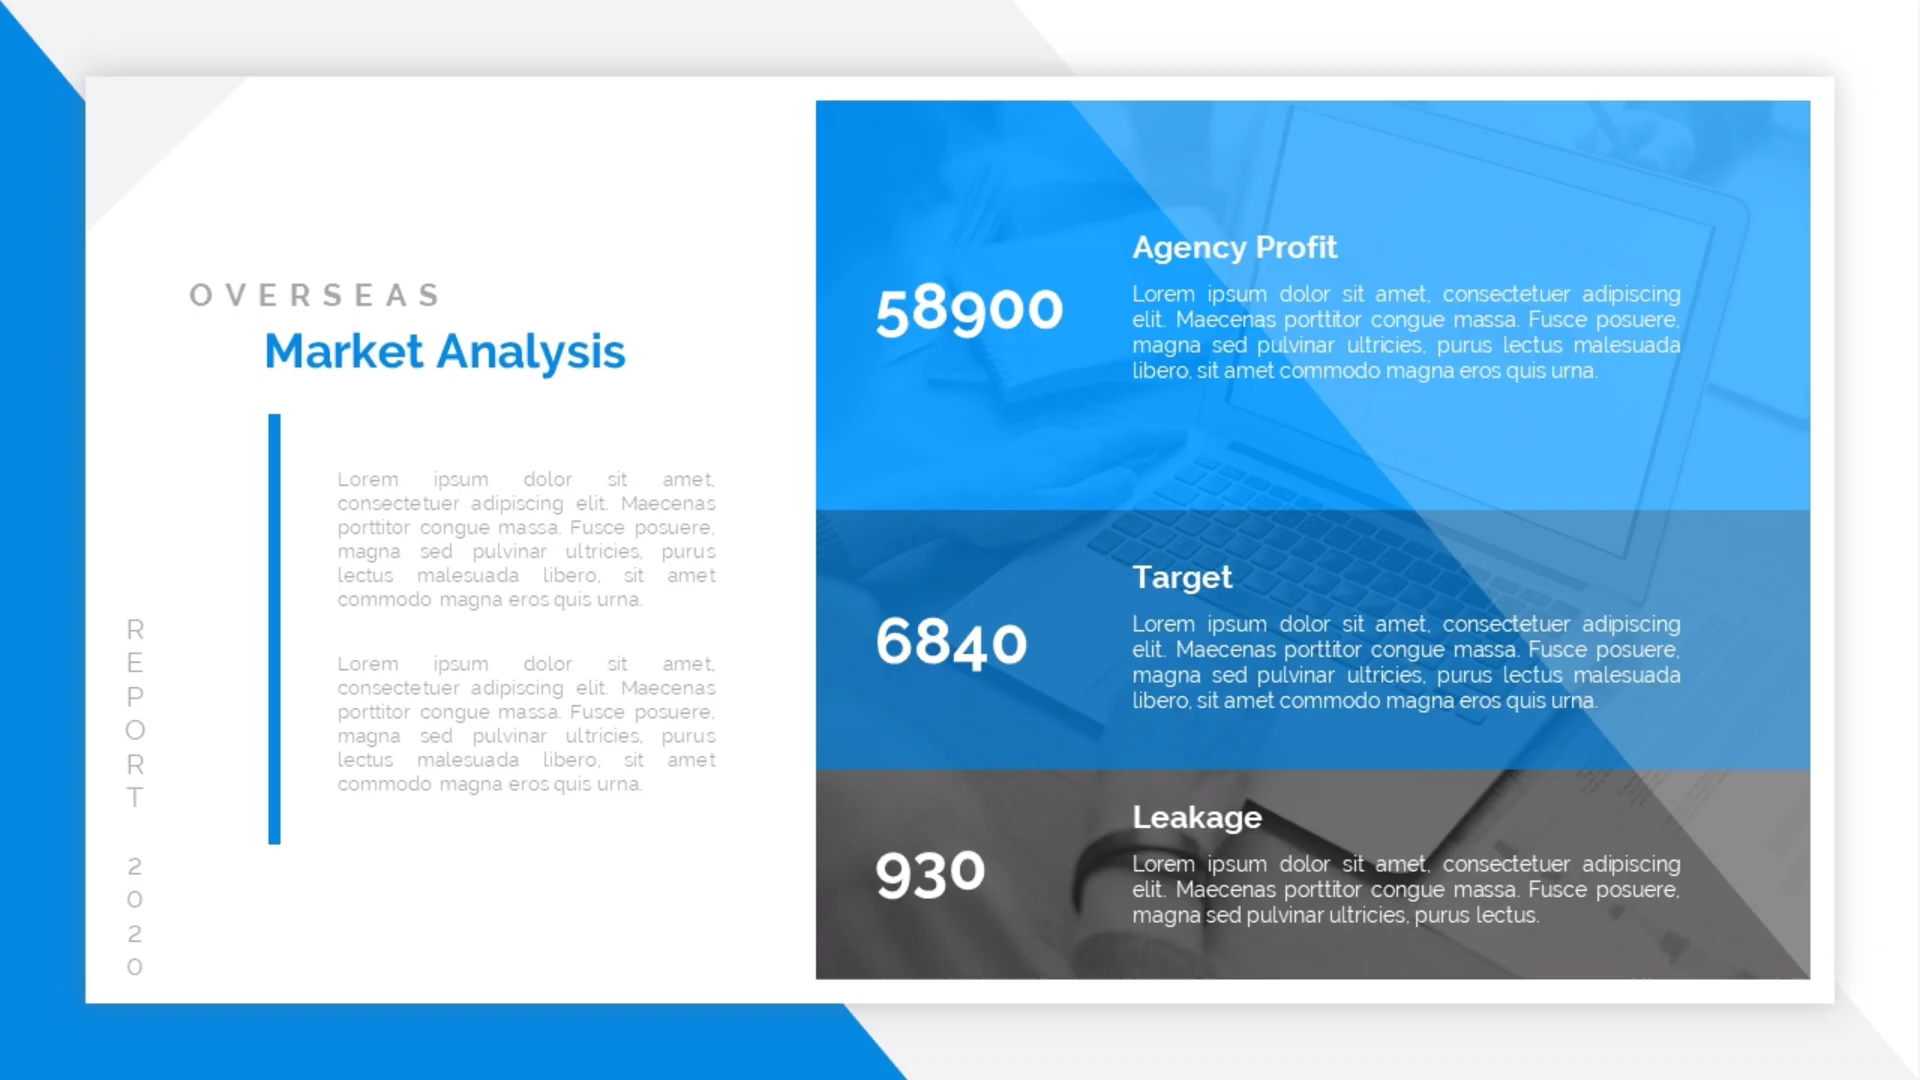 OVERSEAS
Market Analysis
Lorem ipsum dolor sit amet,
consectetuer adipiscing elit. Maecenas
porttitor congue massa. Fusce posuere,
magna sed pulvinar ultricies, purus
lectus malesuada libero, sit amet
commodo magna eros quis urna.
Lorem ipsum dolor sit amet,
consectetuer adipiscing elit. Maecenas
porttitor congue massa. Fusce posuere,
magna sed pulvinar ultricies, purus
lectus malesuada libero, sit amet
commodo magna eros quis urna.
REPORT 2020
58900
Agency Profit
Lorem ipsum dolor sit amet, consectetuer adipiscing
elit. Maecenas porttitor congue massa. Fusce posuere,
magna sed pulvinar ultricies, purus lectus malesuada
libero, sit amet commodo magna eros quis urna.
6840
Target
Lorem ipsum dolor sit amet, consectetuer adipiscing
elit. Maecenas porttitor congue massa. Fusce posuere,
magna sed pulvinar ultricies, purus lectus malesuada
libero, sit amet commodo magna eros quis urna.
930
Leakage
Lorem ipsum dolor sit amet, consectetuer adipiscing
elit. Maecenas porttitor congue massa. Fusce posuere,
magna sed pulvinar ultricies, purus lectus.